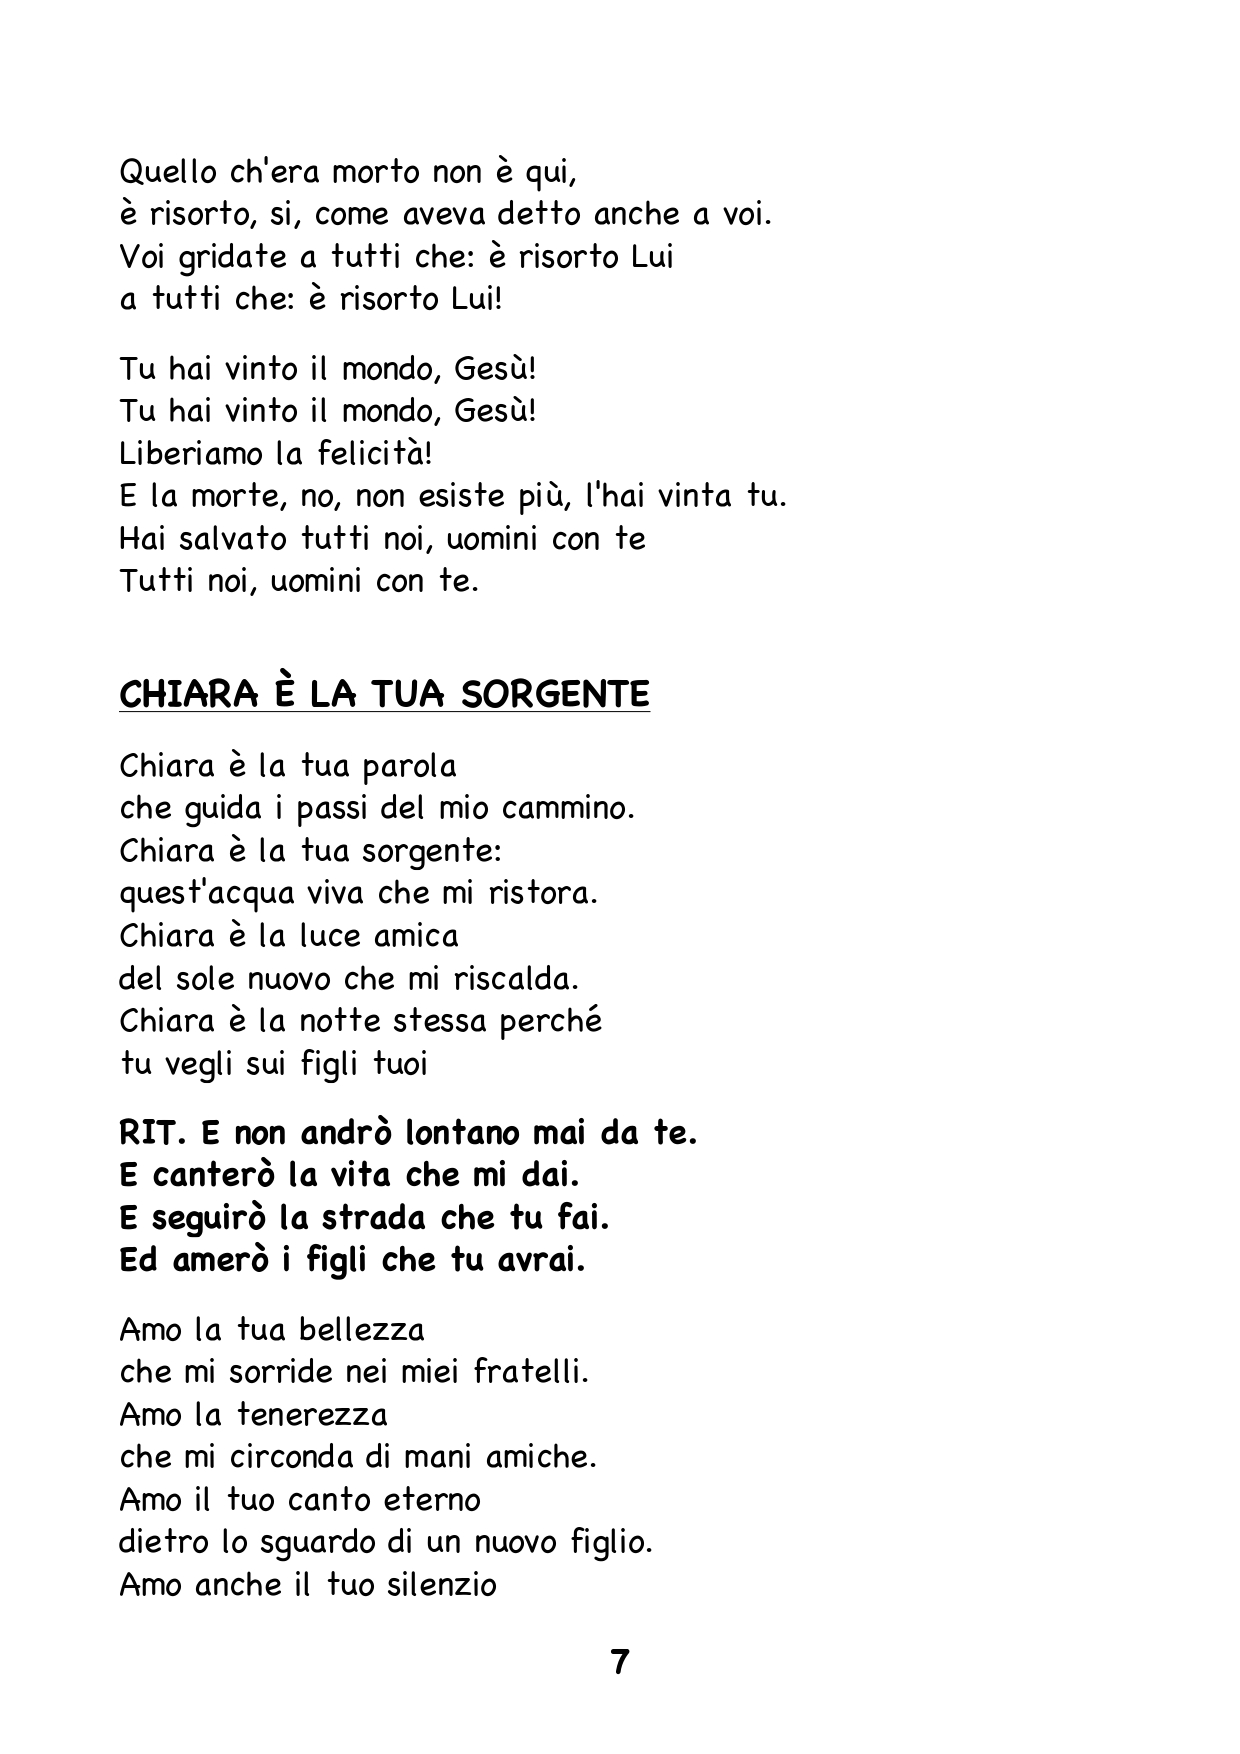 Quello ch'era morto non è qui,
è risorto, si, come aveva detto anche a voi.
Voi gridate a tutti che: è risorto Lui
a tutti che: è risorto Lui!
Tu hai vinto il mondo, Gesù!
Tu hai vinto il mondo, Gesù!
Liberiamo la felicità!
E la morte, no, non esiste più, l'hai vinta tu.
Hai salvato tutti noi, uomini con te
Tutti noi, uomini con te.
CHIARA È LA TUA SORGENTE
Chiara è la tua parola
che guida i passi del mio cammino.
Chiara è la tua sorgente:
quest'acqua viva che mi ristora.
Chiara è la luce amica
del sole nuovo che mi riscalda.
Chiara è la notte stessa perché
tu vegli sui figli tuoi
RIT. E non andrò lontano mai da te.
E canterò la vita che mi dai.
E seguirò la strada che tu fai.
Ed amerò i figli che tu avrai.
Amo la tua bellezza
che mi sorride nei miei fratelli.
Amo la tenerezza
che mi circonda di mani amiche.
Amo il tuo canto eterno
dietro lo sguardo di un nuovo figlio.
Amo anche il tuo silenzio
7